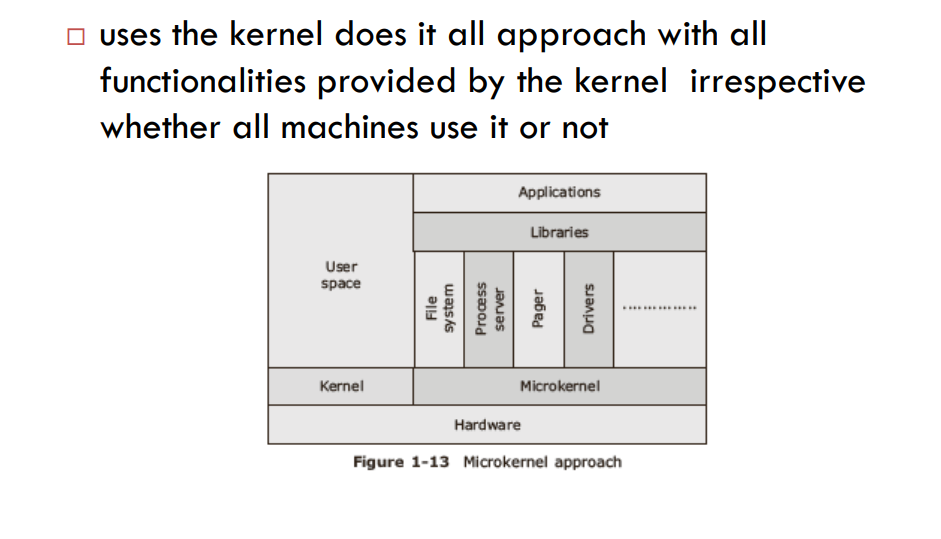 uses the kernel does it all approach with all
functionalities provided by the kernel irrespective
whether all machines use it or not
Applications
Libraries
User
space
File
system
Process
server
Pager
Drivers
...............
Kernel
Microkernel
Hardware
Figure 1-13 Microkernel approach